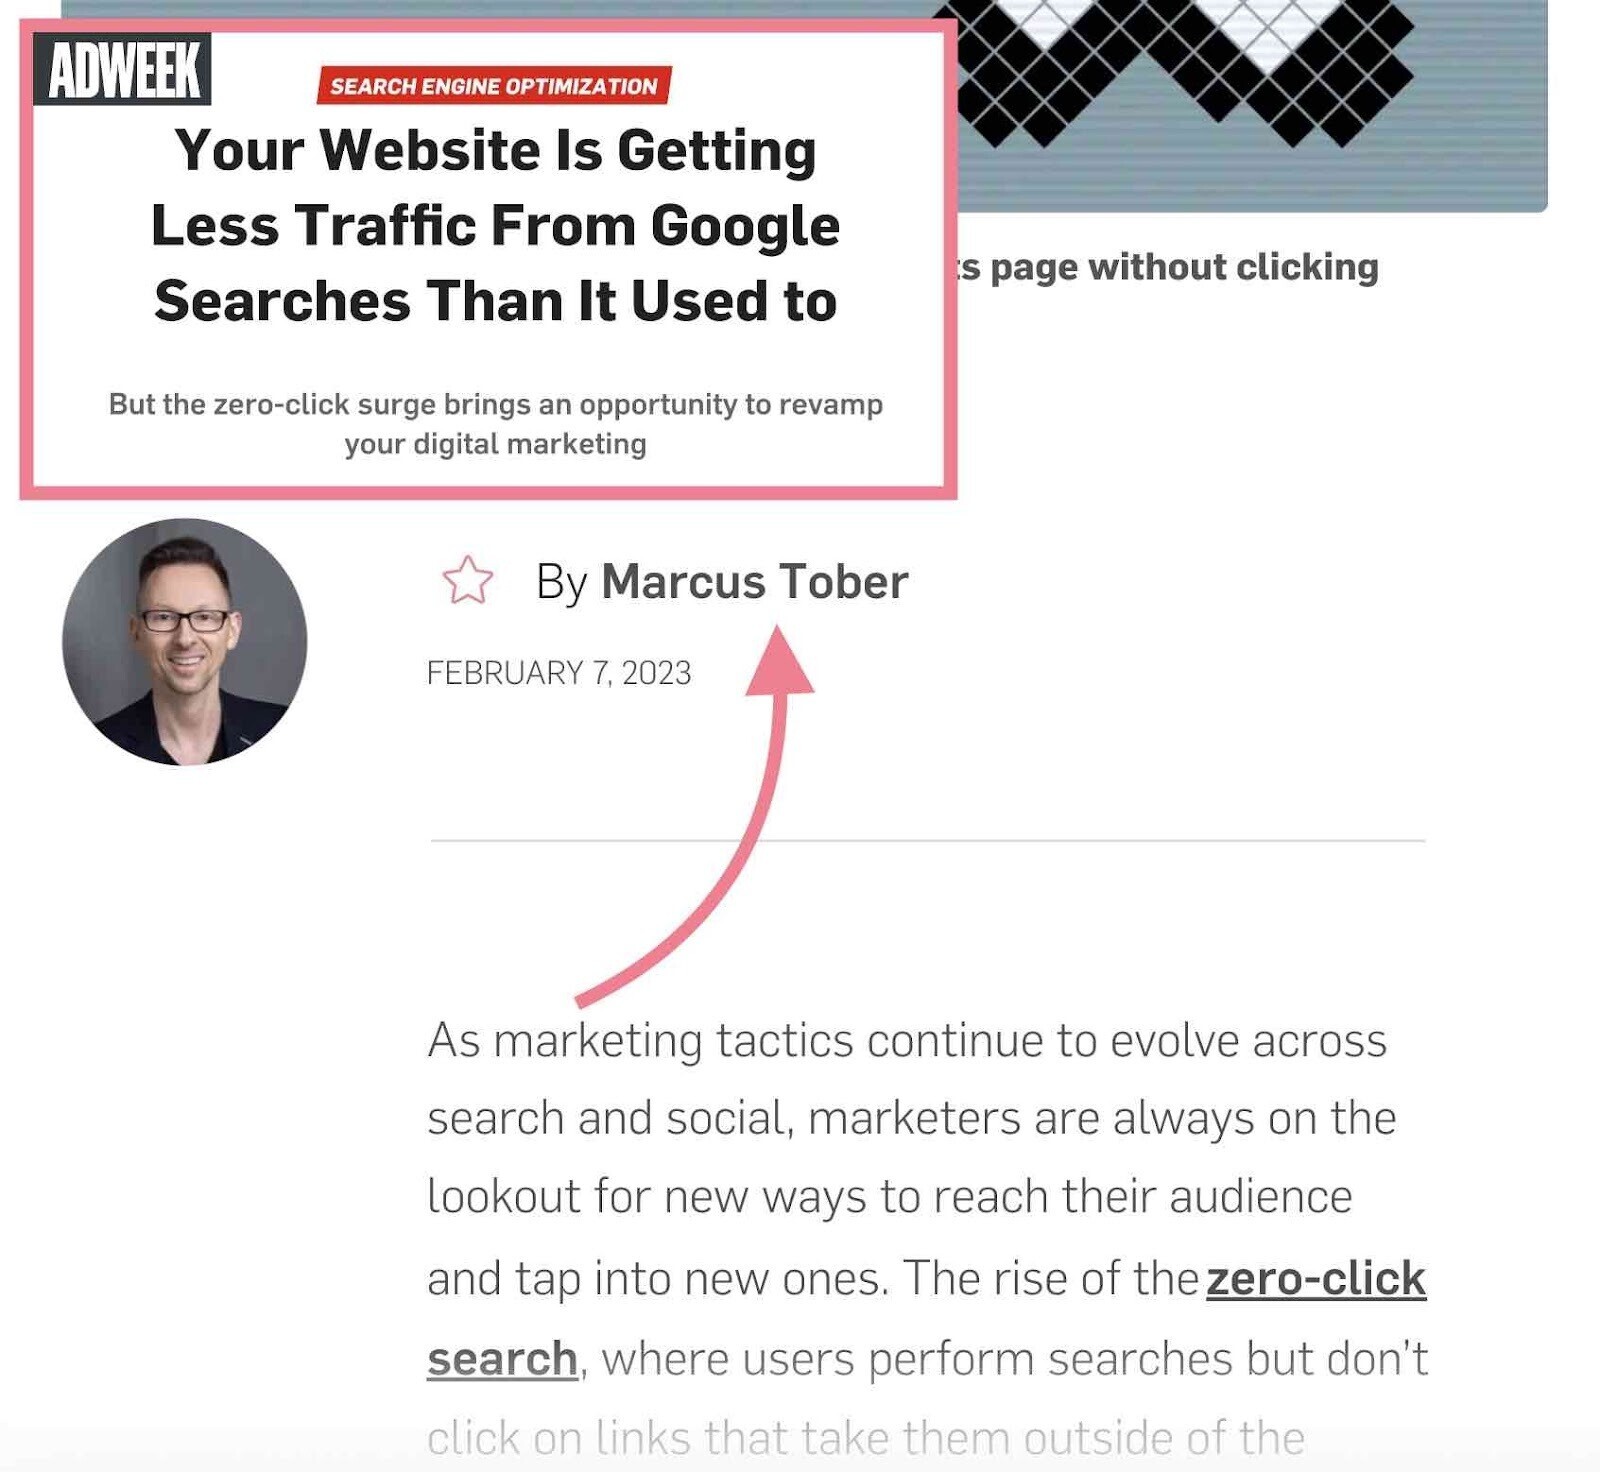 ADWEEK
SEARCH ENGINE OPTIMIZATION
Your Website Is Getting
Less Traffic From Google
Searches Than It Used to
But the zero-click surge brings an opportunity to revamp
your digital marketing
page without clicking
By Marcus Tober
FEBRUARY 7, 2023
As marketing tactics continue to evolve across
search and social, marketers are always on the
lookout for new ways to reach their audience
and tap into new ones. The rise of the zero-click
search, where users perform searches but don't
click on links that take them outside of the